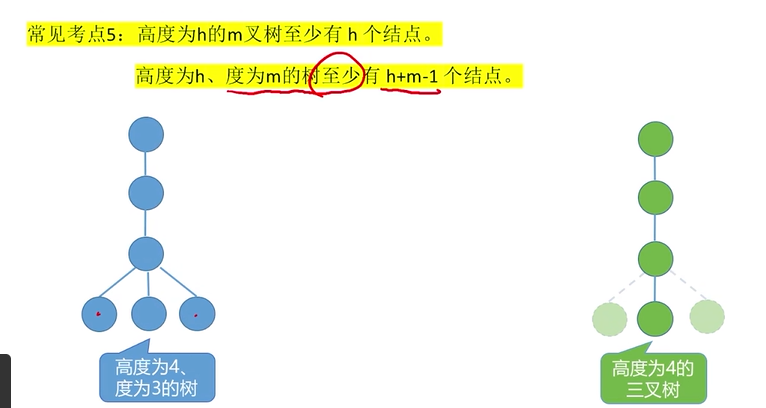 常见考点5：高度为h的m叉树至少有 h 个结点。
高度为h、度为m的树至少有 h+m-1 个结点。
高度为4、
度为3的树
高度为4的
三叉树